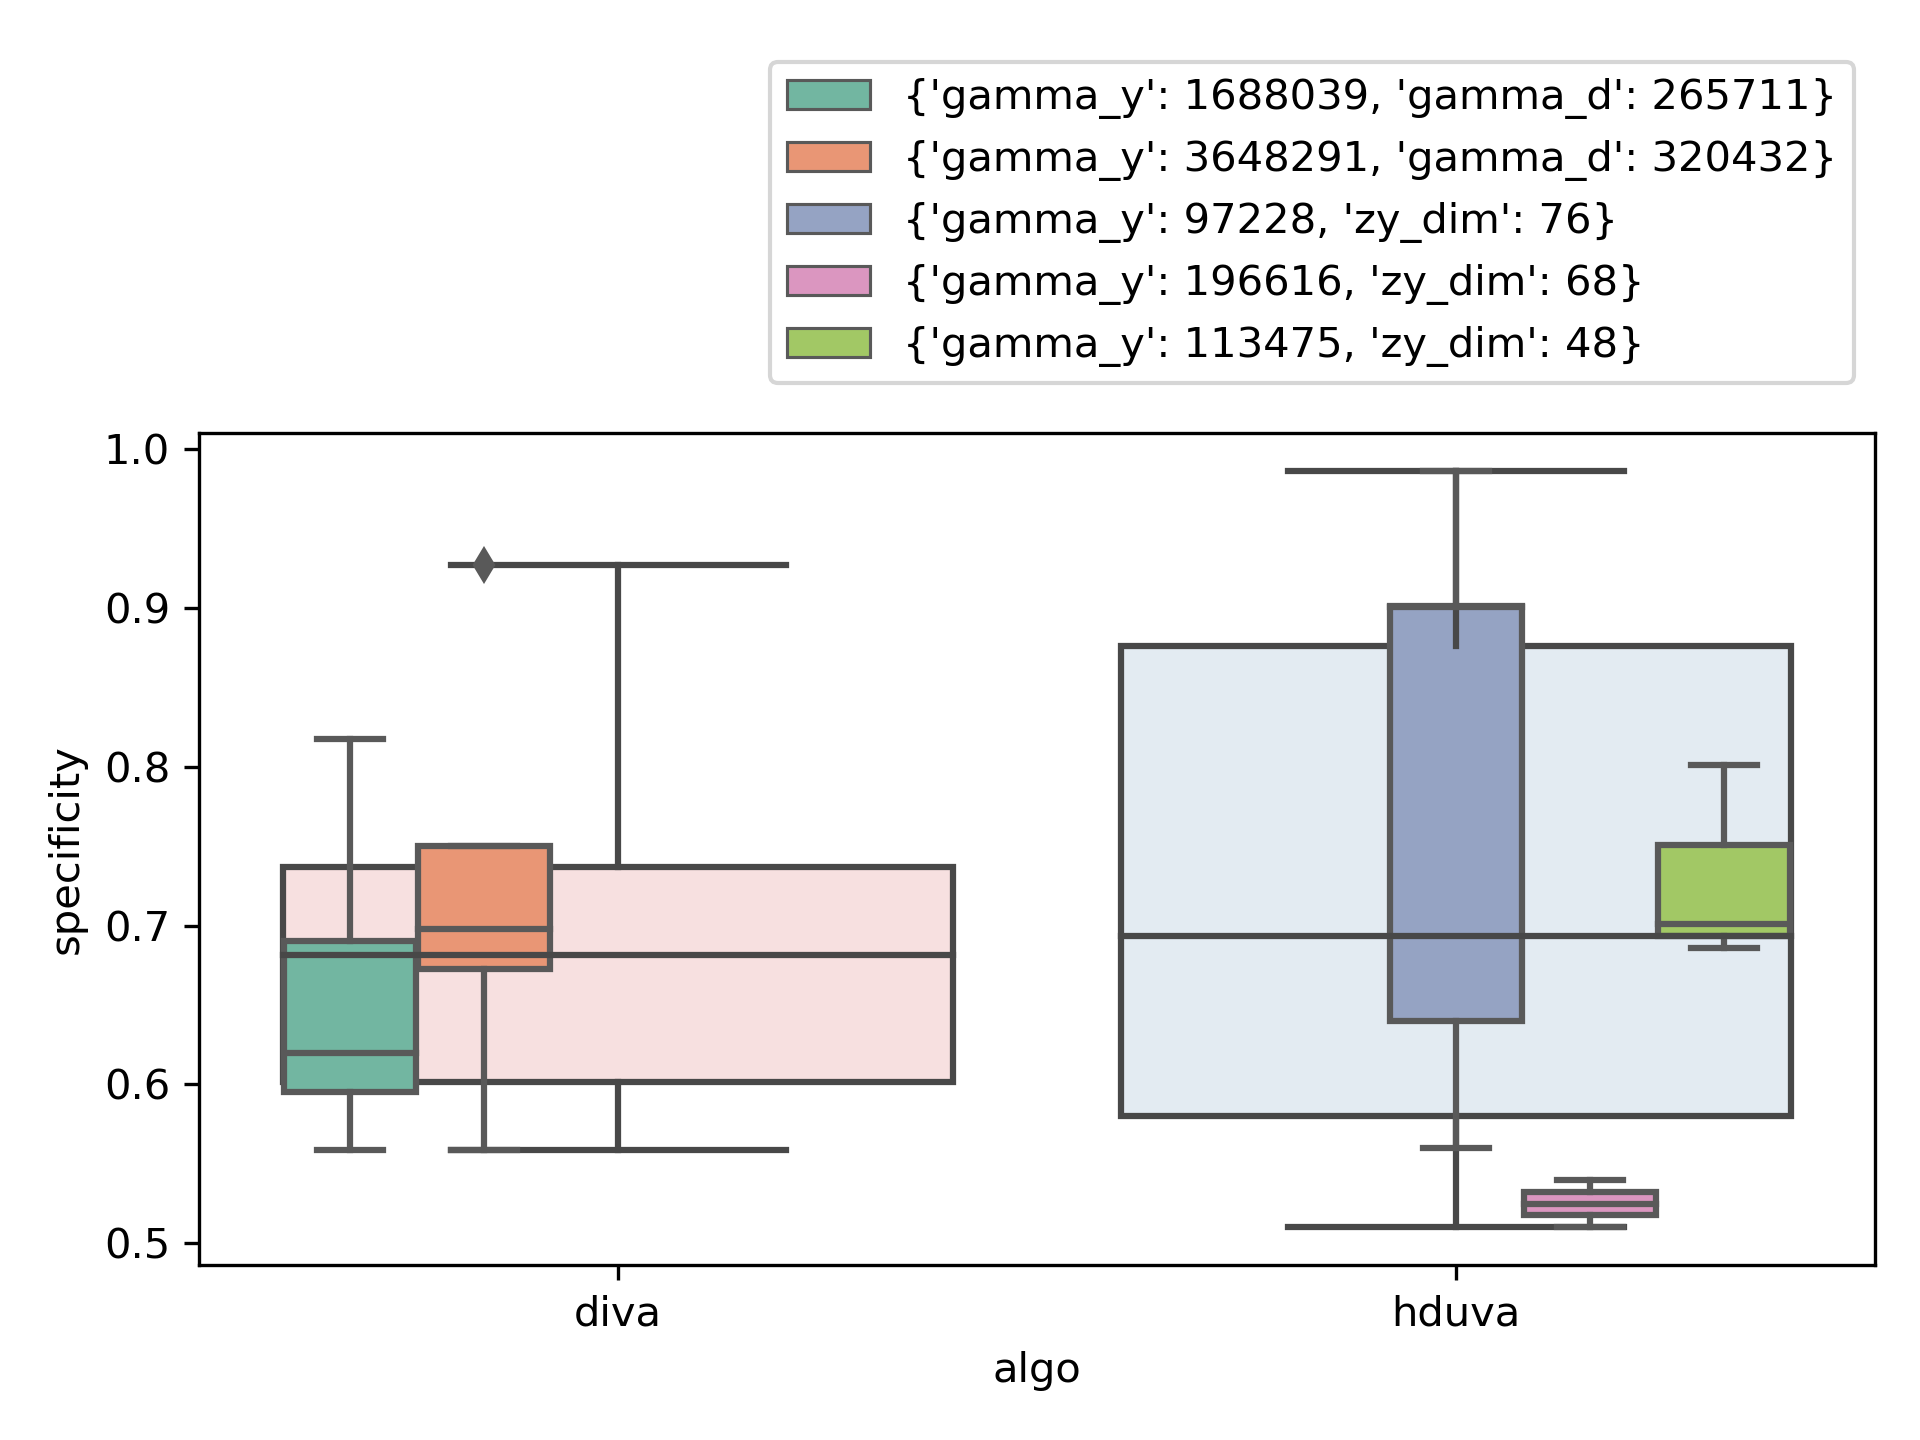 {'gamma_y': 1688039, 'gamma_d': 265711}
{'gamma_y': 3648291, 'gamma_d': 320432}
{'gamma_y': 97228, 'zy_dim': 76}
{'gamma_y': 196616, 'zy_dim': 68}
{'gamma_y': 113475, 'zy_dim': 48}
1.0
0.9
0.8
0.7
0.6
0.5
specificity
diva hduva
algo